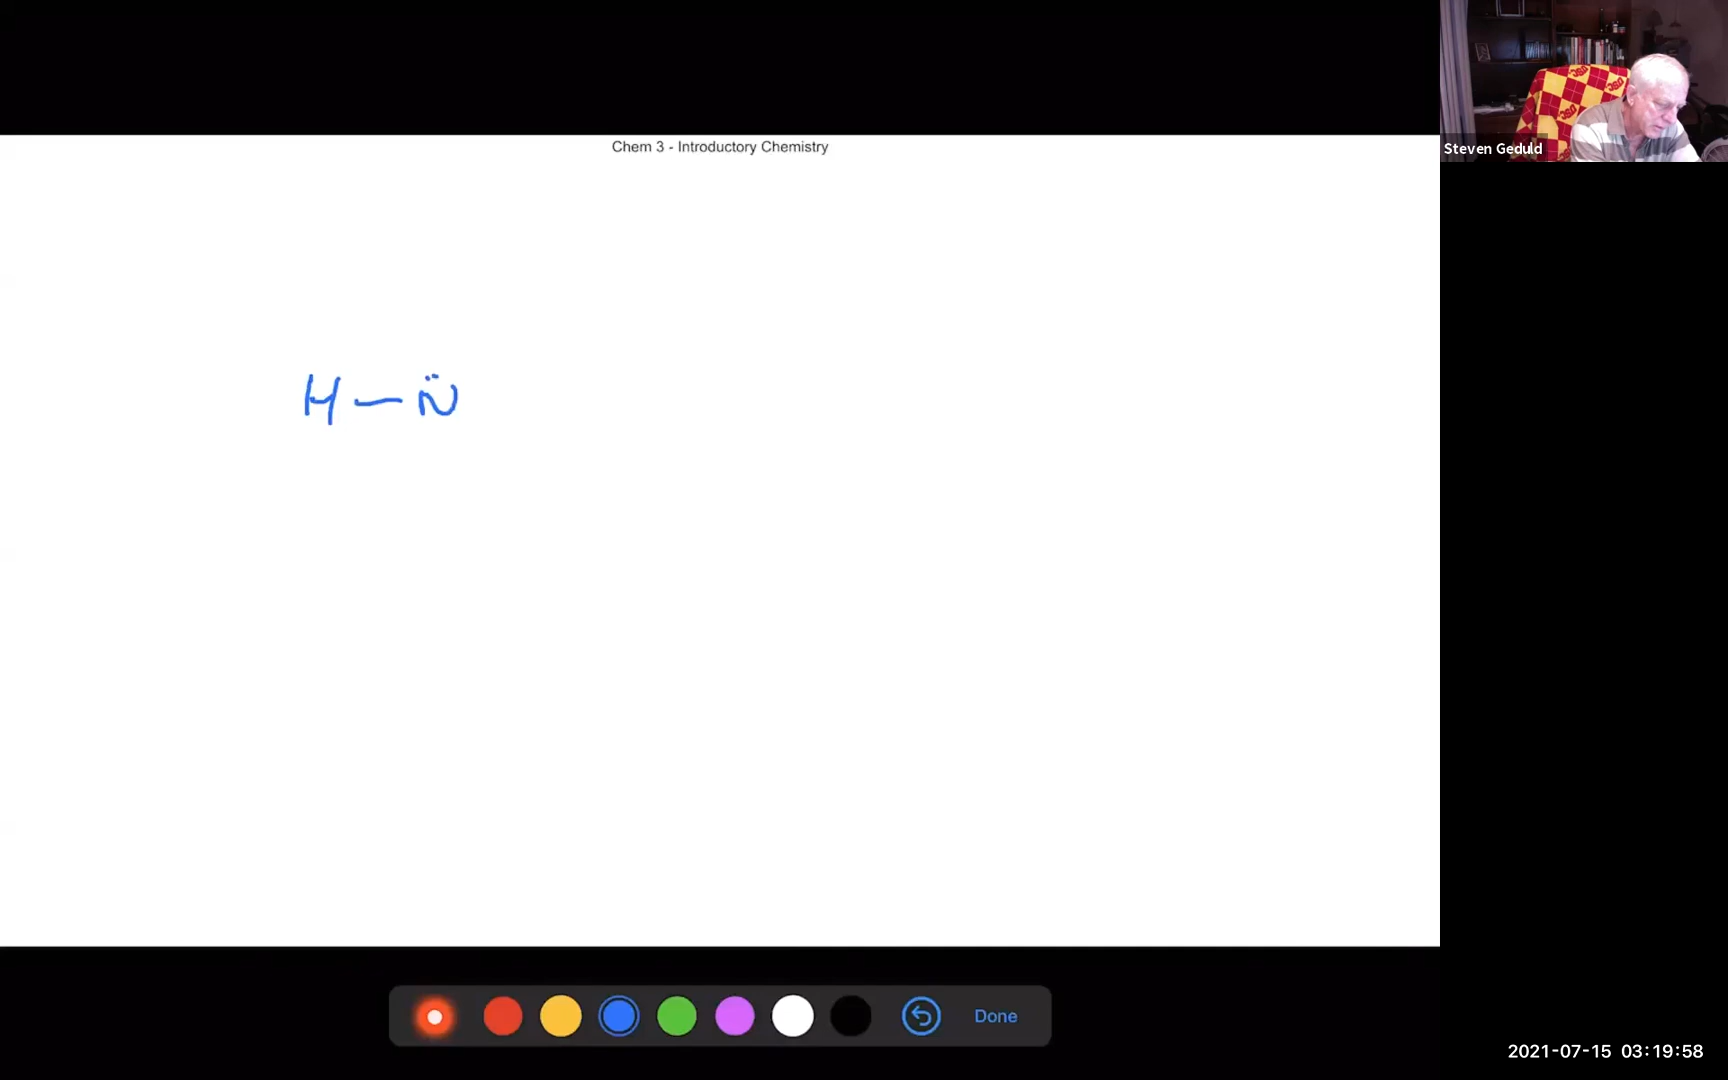 Chem 3 - Introductory Chemistry
Steven Geduld
H — N̈
Done
2021-07-15 03:19:58